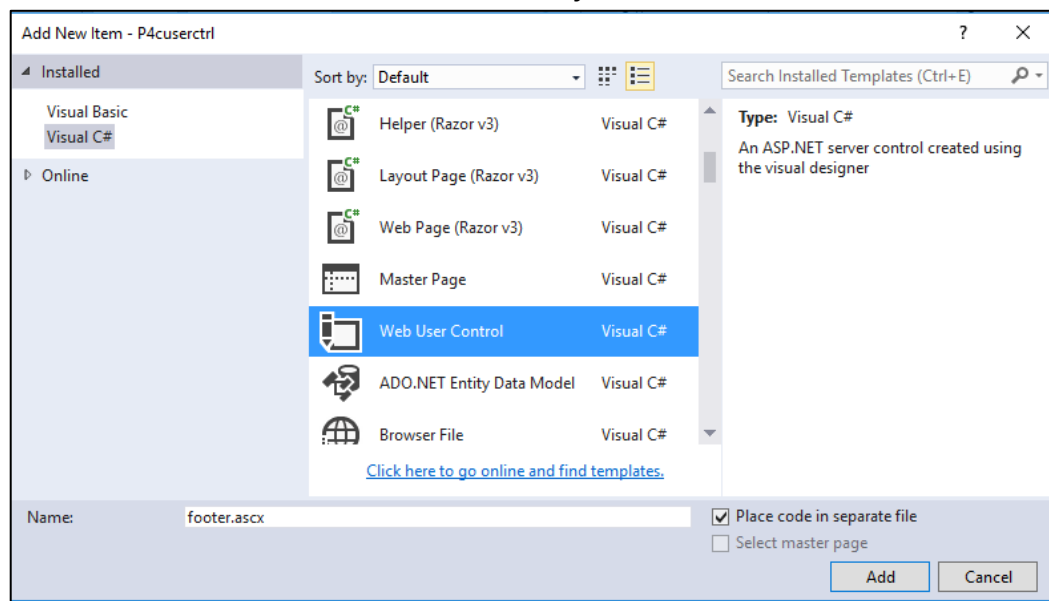 Add New Item - P4cuserctrl ?
Installed
Visual Basic
Visual C#
Online
Sort by: Default
Search Installed Templates (Ctrl+E)
C# @ Helper (Razor v3) Visual C#
C# @ Layout Page (Razor v3) Visual C#
C# @ Web Page (Razor v3) Visual C#
Master Page Visual C#
Web User Control Visual C#
ADO.NET Entity Data Model Visual C#
Browser File Visual C#
Click here to go online and find templates.
Type: Visual C#
An ASP.NET server control created using
the visual designer
Name: footer.ascx
Place code in separate file
Select master page
Add Cancel